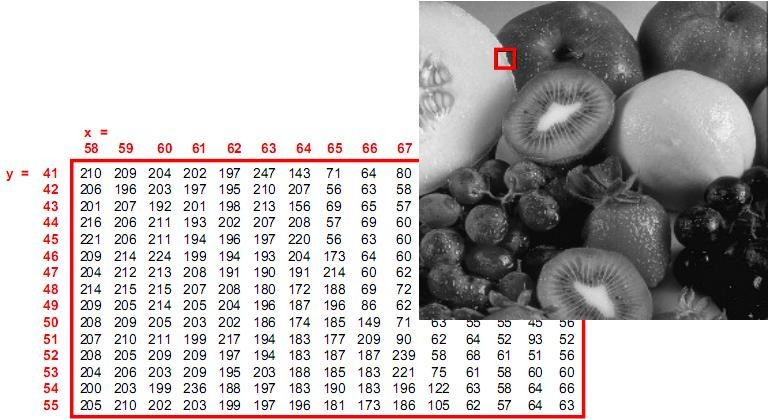 x =
58 59 60 61 62 63 64 65 66 67
y = 41 210 209 204 202 197 247 143 71 64 80
42 206 196 203 197 195 210 207 56 63 58
43 201 207 192 201 198 213 156 69 65 57
44 216 206 211 193 202 207 208 57 69 60
45 221 206 211 194 196 197 220 56 63 60
46 209 214 224 199 194 193 204 173 64 60
47 204 212 213 208 191 190 191 214 60 62
48 214 215 215 207 208 180 172 188 69 72
49 209 205 214 205 204 196 187 196 86 62
50 208 209 205 203 202 186 174 185 149 71 63 55 55 45 56
51 207 210 211 199 217 194 183 177 209 90 62 64 52 93 52
52 208 205 209 209 197 194 183 187 187 239 58 68 61 51 56
53 204 206 203 209 195 203 188 185 183 221 75 61 58 60 60
54 200 203 199 236 188 197 183 190 183 196 122 63 58 64 66
55 205 210 202 203 199 197 196 181 173 186 105 62 57 64 63